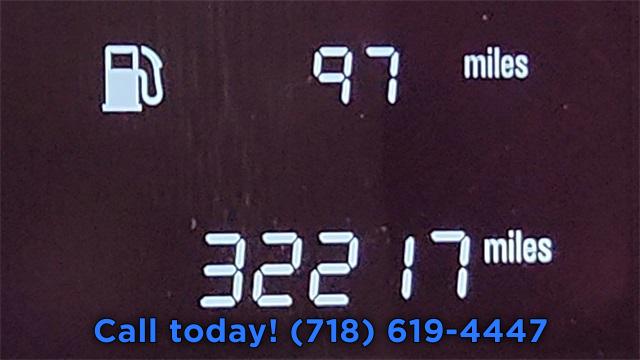 97 miles
32217 miles
Call today! (718) 619-4447